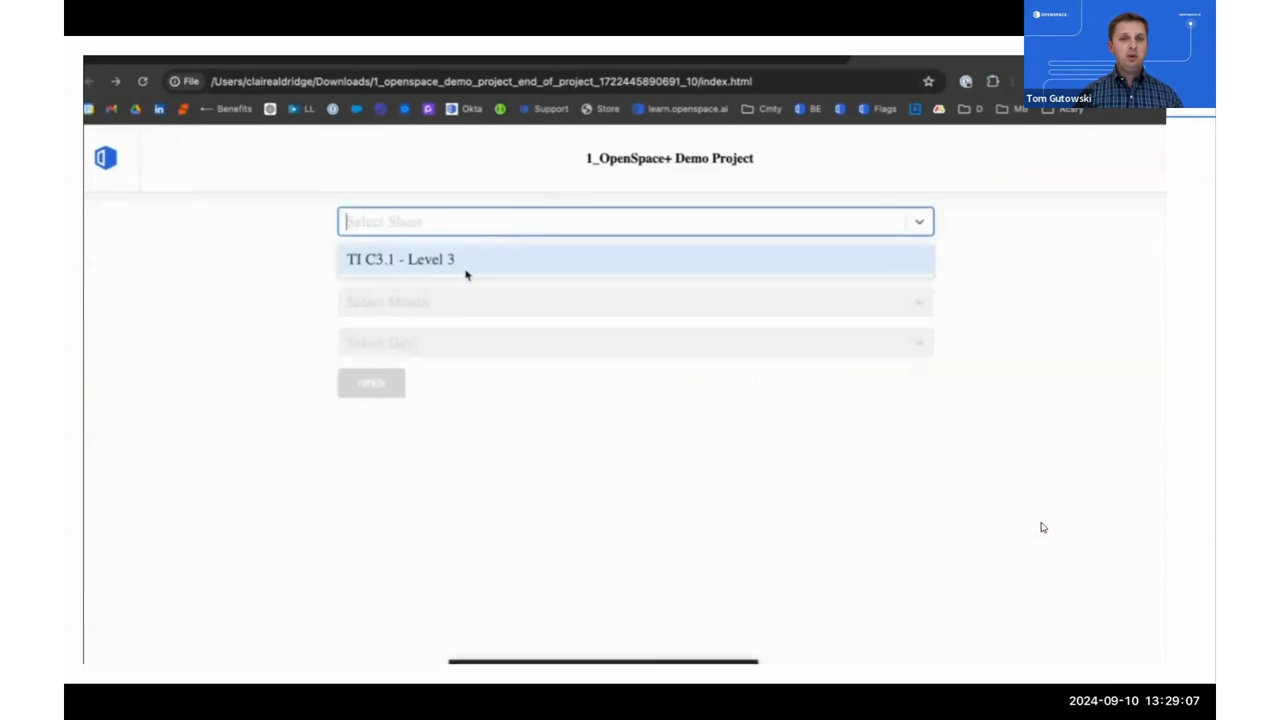 OPENSPACE
openspace.ai
Tom Gutowski
File
/Users/clairealdridge/Downloads/1_openspace_demo_project_end_of_project_1722445890691_10/index.html
Benefits
LL
Okta
Support
Store
learn.openspace.ai
Cmty
BE
Flags
D
1_OpenSpace+ Demo Project
Select Sheet
TI C3.1 - Level 3
Select Month
Select Day
OPEN
2024-09-10 13:29:07